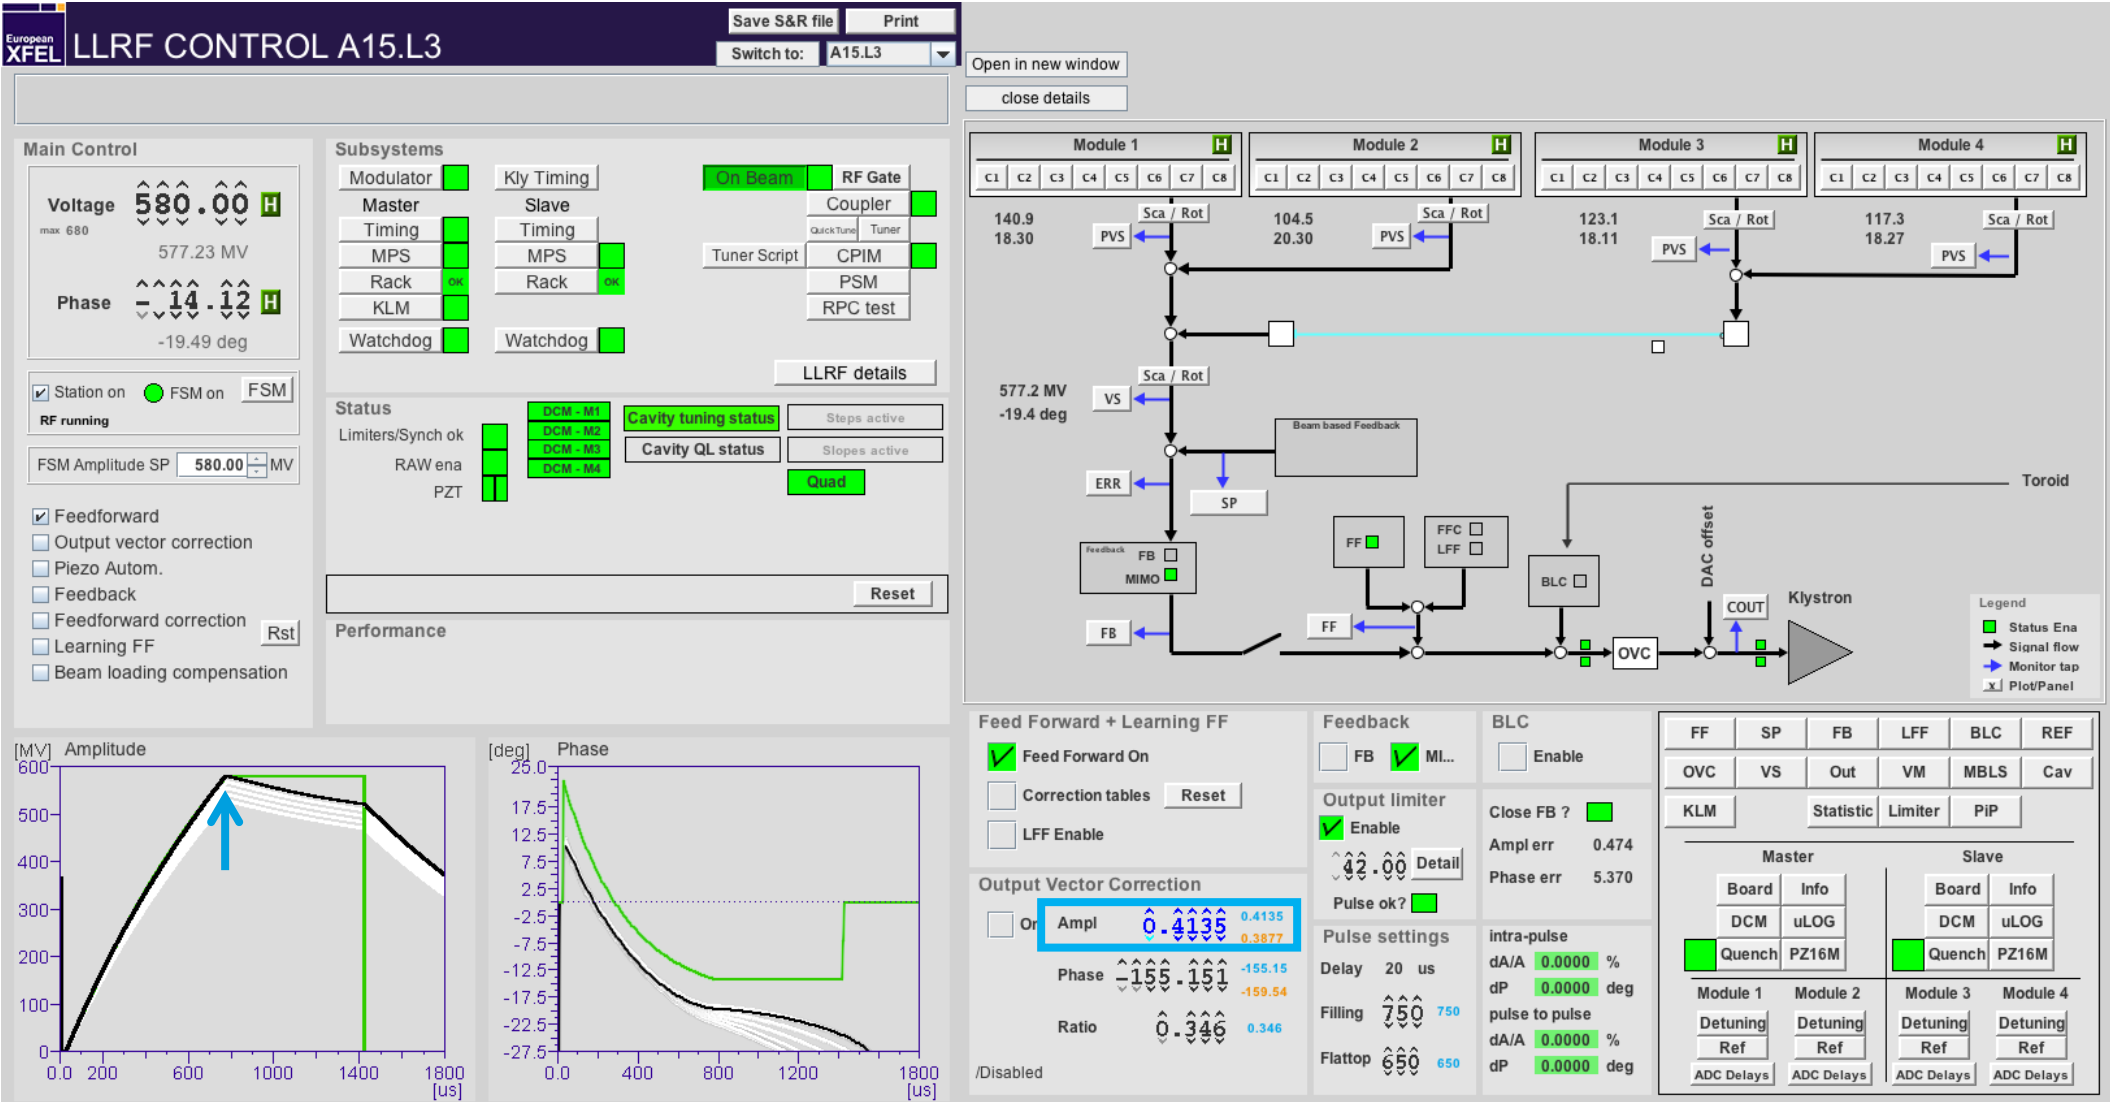 European
XFEL
LLRF CONTROL A15.L3
Save S&R file
Print
Switch to:
A15.L3
Main Control
Voltage
max 680
580.00
H
577.23 MV
Phase
-14.12
H
-19.49 deg
Station on
FSM on
FSM
RF running
FSM Amplitude SP
580.00
MV
Feedforward
Output vector correction
Piezo Autom.
Feedback
Feedforward correction
Learning FF
Rst
Beam loading compensation
Subsystems
Modulator
Kly Timing
On Beam
RF Gate
Master
Slave
Coupler
Timing
Timing
QuickTune
Tuner
MPS
MPS
Tuner Script
CPIM
Rack
OK
Rack
OK
PSM
KLM
RPC test
Watchdog
Watchdog
LLRF details
Status
Limiters/Synch ok
RAW ena
PZT
DCM - M1
DCM - M2
DCM - M3
DCM - M4
Cavity tuning status
Cavity QL status
Steps active
Slopes active
Quad
Reset
Performance
[MV]
Amplitude
600
500
400
300
200
100
0
0.0
200
600
1000
1400
1800
[us]
[deg]
Phase
25.0
17.5
12.5
7.5
2.5
-2.5
-7.5
-12.5
-17.5
-22.5
-27.5
0.0
400
800
1200
1800
[us]
Open in new window
close details
Module 1
H
C1 C2 C3 C4 C5 C6 C7 C8
Module 2
H
C1 C2 C3 C4 C5 C6 C7 C8
Module 3
H
C1 C2 C3 C4 C5 C6 C7 C8
Module 4
H
C1 C2 C3 C4 C5 C6 C7 C8
140.9
18.30
Sca / Rot
PVS
104.5
20.30
Sca / Rot
PVS
123.1
18.11
Sca / Rot
PVS
117.3
18.27
Sca / Rot
PVS
Sca / Rot
577.2 MV
-19.4 deg
VS
Beam based Feedback
ERR
SP
Toroid
Feedback
FB
MIMO
FF
FFC
LFF
BLC
DAC offset
COUT
Klystron
FB
FF
OVC
Legend
Status Ena
Signal flow
Monitor tap
x
Plot/Panel
Feed Forward + Learning FF
Feed Forward On
Correction tables
Reset
LFF Enable
Output Vector Correction
Or
Ampl
0.4135
0.4135
0.3877
Phase
-155.151
-155.15
-159.54
Ratio
0.346
0.346
/Disabled
Feedback
FB
MI...
Output limiter
Enable
42.00
Detail
Pulse ok?
Pulse settings
Delay
20
us
Filling
750
750
Flattop
650
650
BLC
Enable
Close FB ?
Ampl err
0.474
Phase err
5.370
intra-pulse
dA/A
0.0000
%
dP
0.0000
deg
pulse to pulse
dA/A
0.0000
%
dP
0.0000
deg
FF
SP
FB
LFF
BLC
REF
OVC
VS
Out
VM
MBLS
Cav
KLM
Statistic
Limiter
PiP
Master
Slave
Board
Info
Board
Info
DCM
uLOG
DCM
uLOG
Quench
PZ16M
Quench
PZ16M
Module 1
Module 2
Module 3
Module 4
Detuning
Detuning
Detuning
Detuning
Ref
Ref
Ref
Ref
ADC Delays
ADC Delays
ADC Delays
ADC Delays